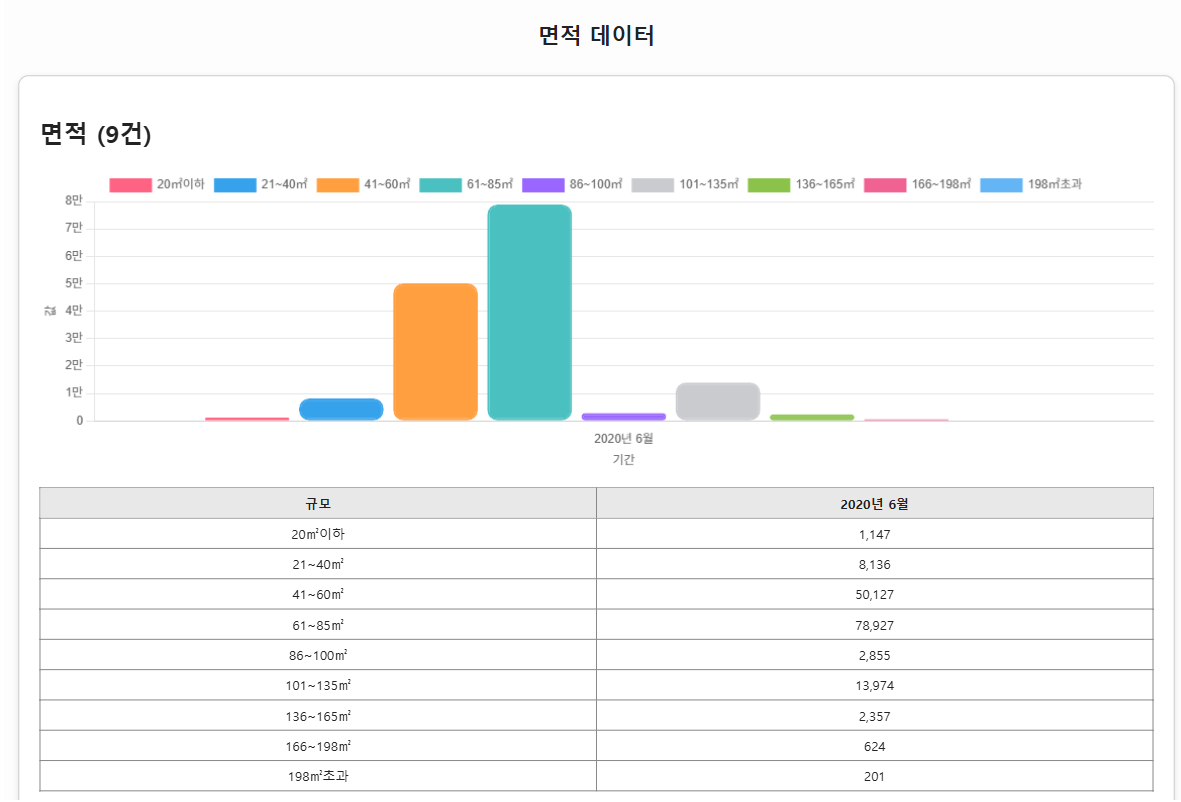 면적 데이터
면적 (9건)
20㎡이하 21~40㎡ 41~60㎡ 61~85㎡ 86~100㎡ 101~135㎡ 136~165㎡ 166~198㎡ 198㎡초과
8만
7만
6만
5만
4만
3만
2만
1만
0
값
2020년 6월
기간
규모 2020년 6월
20㎡이하 1,147
21~40㎡ 8,136
41~60㎡ 50,127
61~85㎡ 78,927
86~100㎡ 2,855
101~135㎡ 13,974
136~165㎡ 2,357
166~198㎡ 624
198㎡초과 201